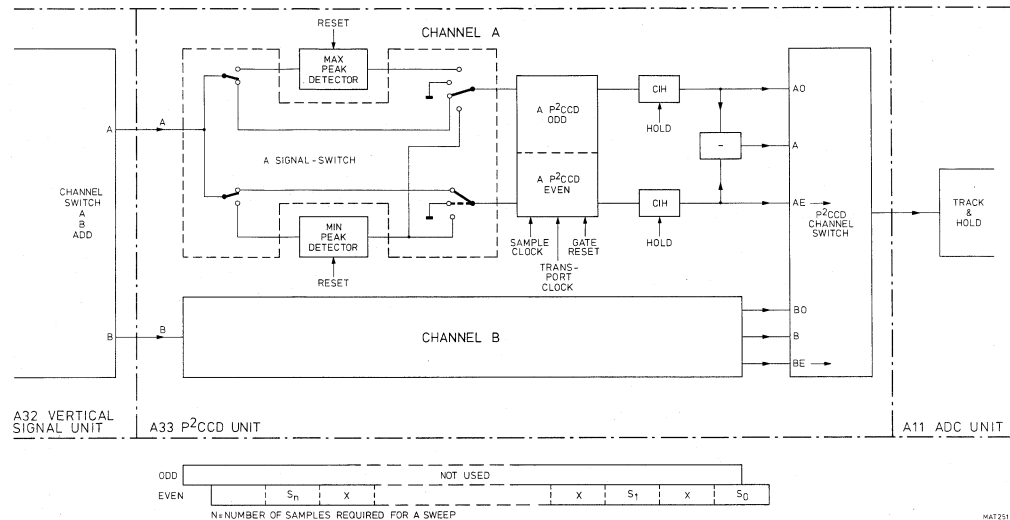 RESET
CHANNEL A
MAX
PEAK
DETECTOR
A P²CCD
ODD
CIH
AO
HOLD
A
A
A SIGNAL-SWITCH
-
A
A P²CCD
EVEN
CHANNEL
SWITCH
A
B
ADD
CIH
AE
P²CCD
CHANNEL
SWITCH
TRACK
&
HOLD
MIN
PEAK
DETECTOR
SAMPLE
CLOCK
GATE
RESET
HOLD
TRANS-
PORT
CLOCK
RESET
BO
B
B
CHANNEL B
B
BE
A32 VERTICAL
SIGNAL UNIT
A33 P²CCD UNIT
A11 ADC UNIT
ODD NOT USED
EVEN Sn X X S1 X S0
N=NUMBER OF SAMPLES REQUIRED FOR A SWEEP
MAT251